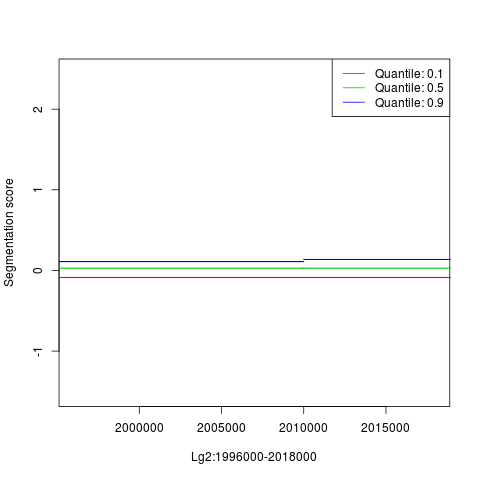 Quantile: 0.1
Quantile: 0.5
Quantile: 0.9
Segmentation score
2
1
0
-1
2000000 2005000 2010000 2015000
Lg2:1996000-2018000